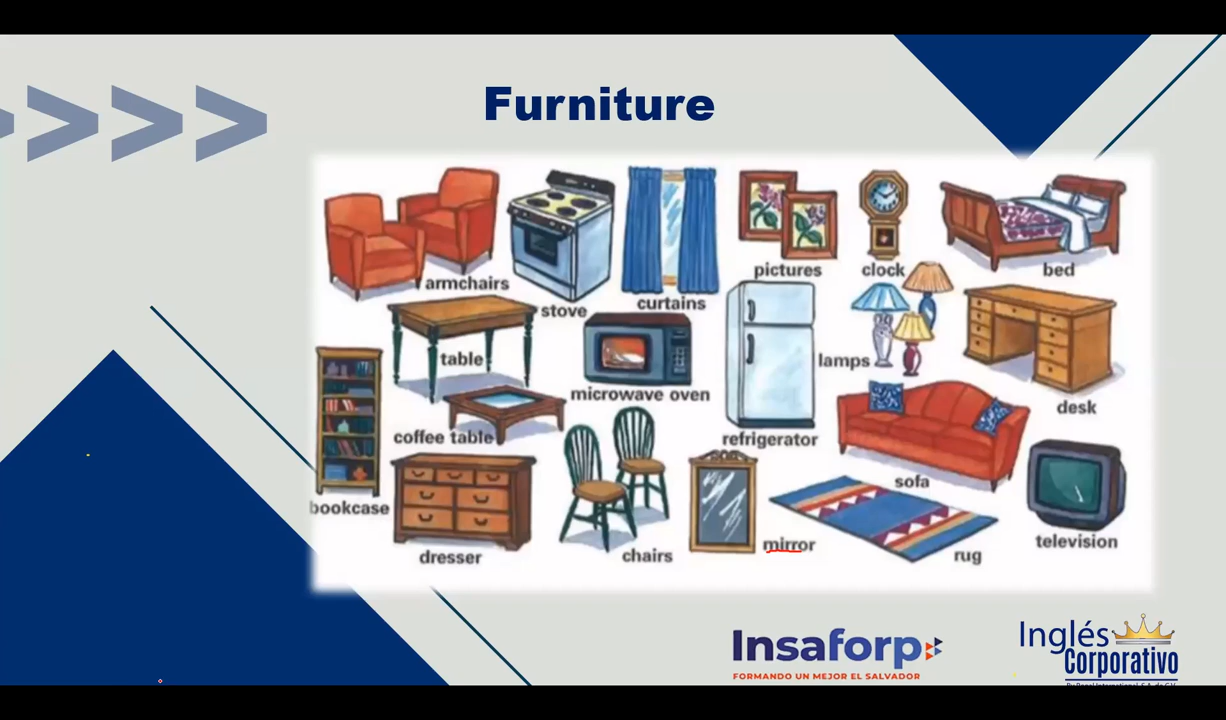 Furniture
armchairs
stove
curtains
pictures
clock
bed
table
microwave oven
refrigerator
lamps
desk
coffee table
bookcase
dresser
chairs
mirror
sofa
rug
television
Insaforp
FORMANDO UN MEJOR EL SALVADOR
Inglés
Corporativo